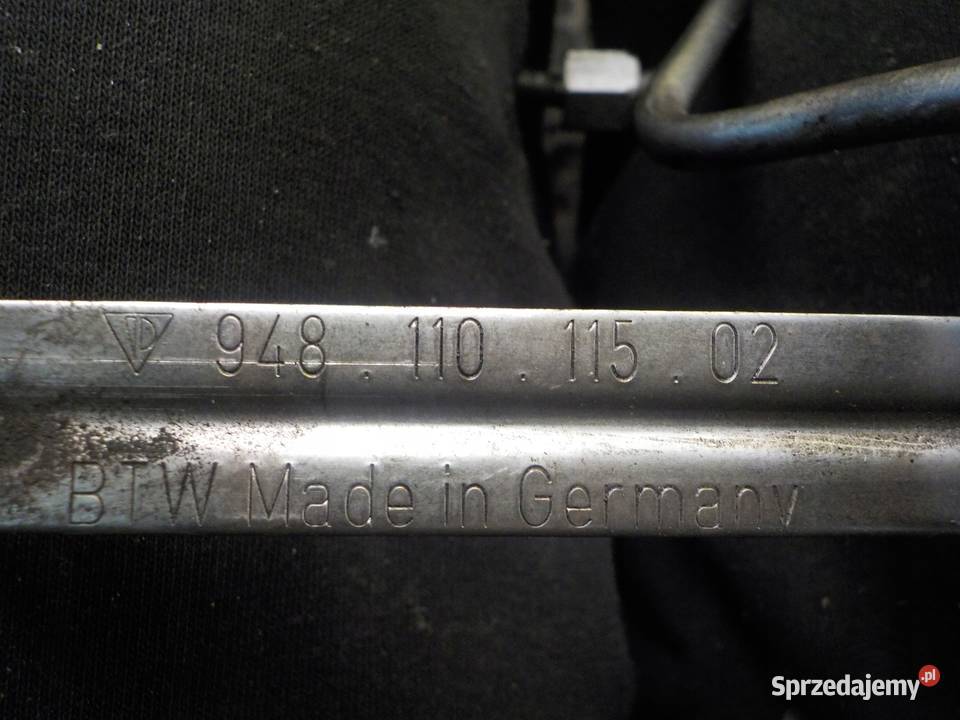 948 . 110 . 115 . 02
BTW Made in Germany
Sprzedajemy.pl